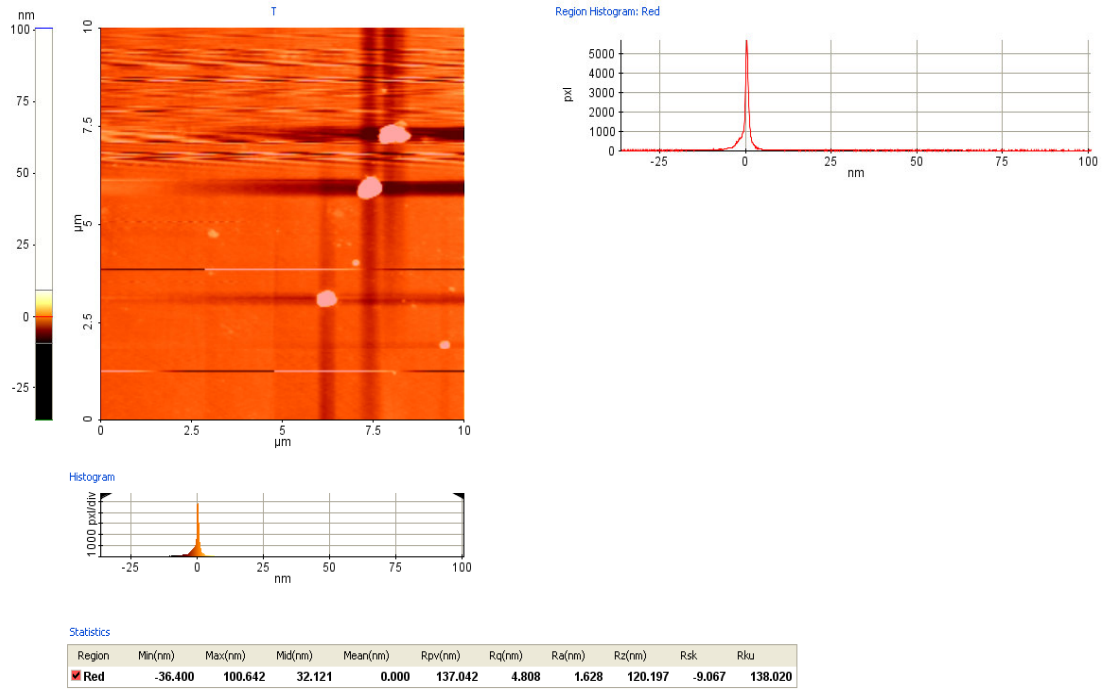 nm
100
75
50
25
0
-25
T
10
7.5
5
2.5
0
µm
0 2.5 5 7.5 10
µm
Region Histogram: Red
5000
4000
3000
2000
1000
0
pxl
-25 0 25 50 75 100
nm
Histogram
1000 pxl/div
-25 0 25 50 75 100
nm
Statistics
Region Min(nm) Max(nm) Mid(nm) Mean(nm) Rpv(nm) Rq(nm) Ra(nm) Rz(nm) Rsk Rku
Red -36.400 100.642 32.121 0.000 137.042 4.808 1.628 120.197 -9.067 138.020